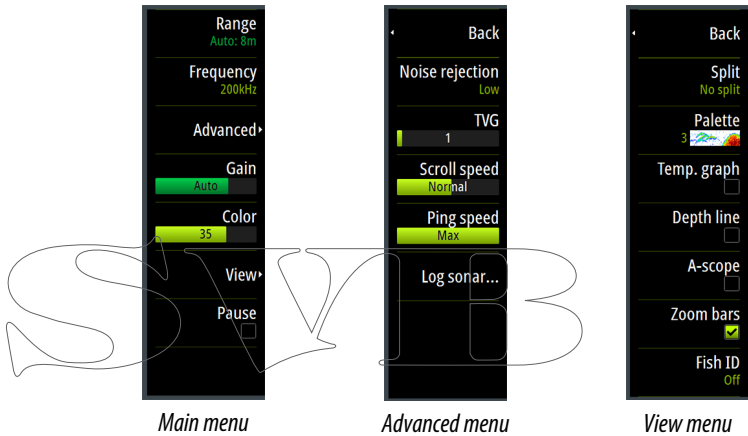 Range
Auto: 8m
Frequency
200kHz
Advanced
Gain
Auto
Color
35
View
Pause
Main menu
Back
Noise rejection
Low
TVG
1
Scroll speed
Normal
Ping speed
Max
Log sonar...
Advanced menu
Back
Split
No split
Palette
3
Temp. graph
Depth line
A-scope
Zoom bars
Fish ID
Off
View menu